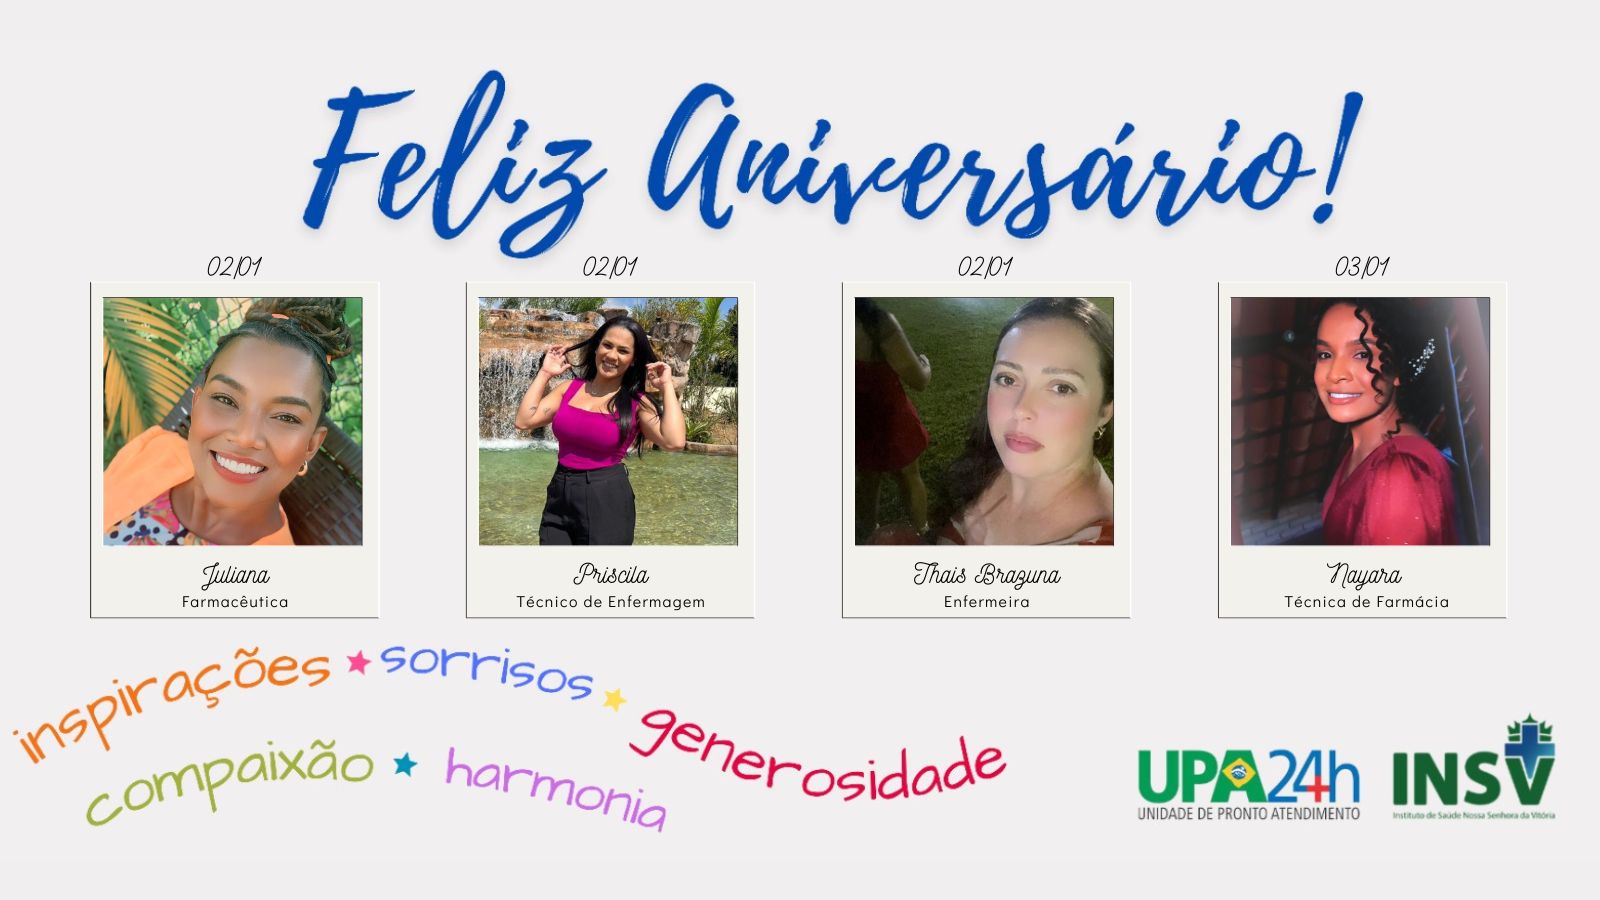 Feliz Aniversário!
02/01
02/01
02/01
03/01
Juliana
Farmacêutica
Priscila
Técnico de Enfermagem
Thais Brazuna
Enfermeira
Nayara
Técnica de Farmácia
inspirações ★ sorrisos ★ generosidade
compaixão ★ harmonia
UPA24h
UNIDADE DE PRONTO ATENDIMENTO
INSV
Instituto de Saúde Nossa Senhora da Vitória